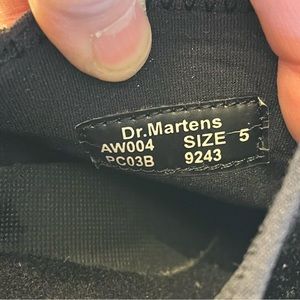 Dr.Martens
AW004 SIZE 5
PC03B 9243